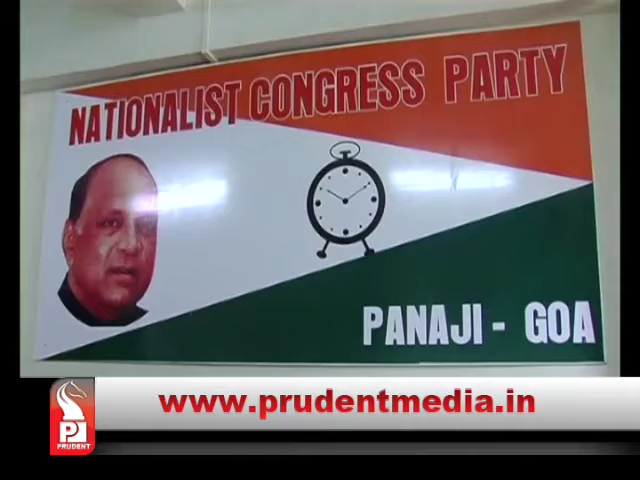 NATIONALIST CONGRESS PARTY
PANAJI - GOA
www.prudentmedia.in
PRUDENT